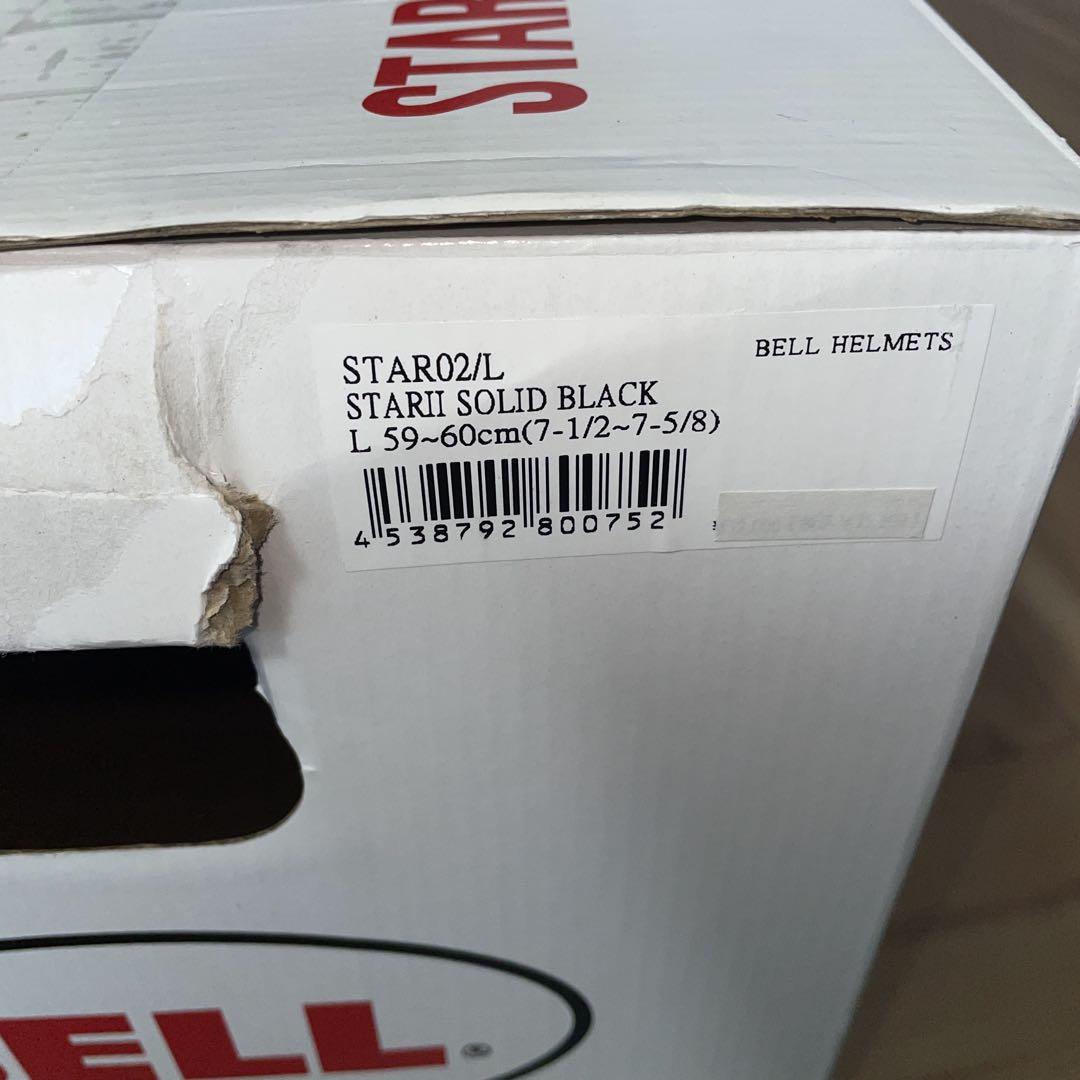 STAR
STAR02/L
BELL HELMETS
STARII SOLID BLACK
L 59~60cm(7-1/2~7-5/8)
4 538792 800752
BELL ®